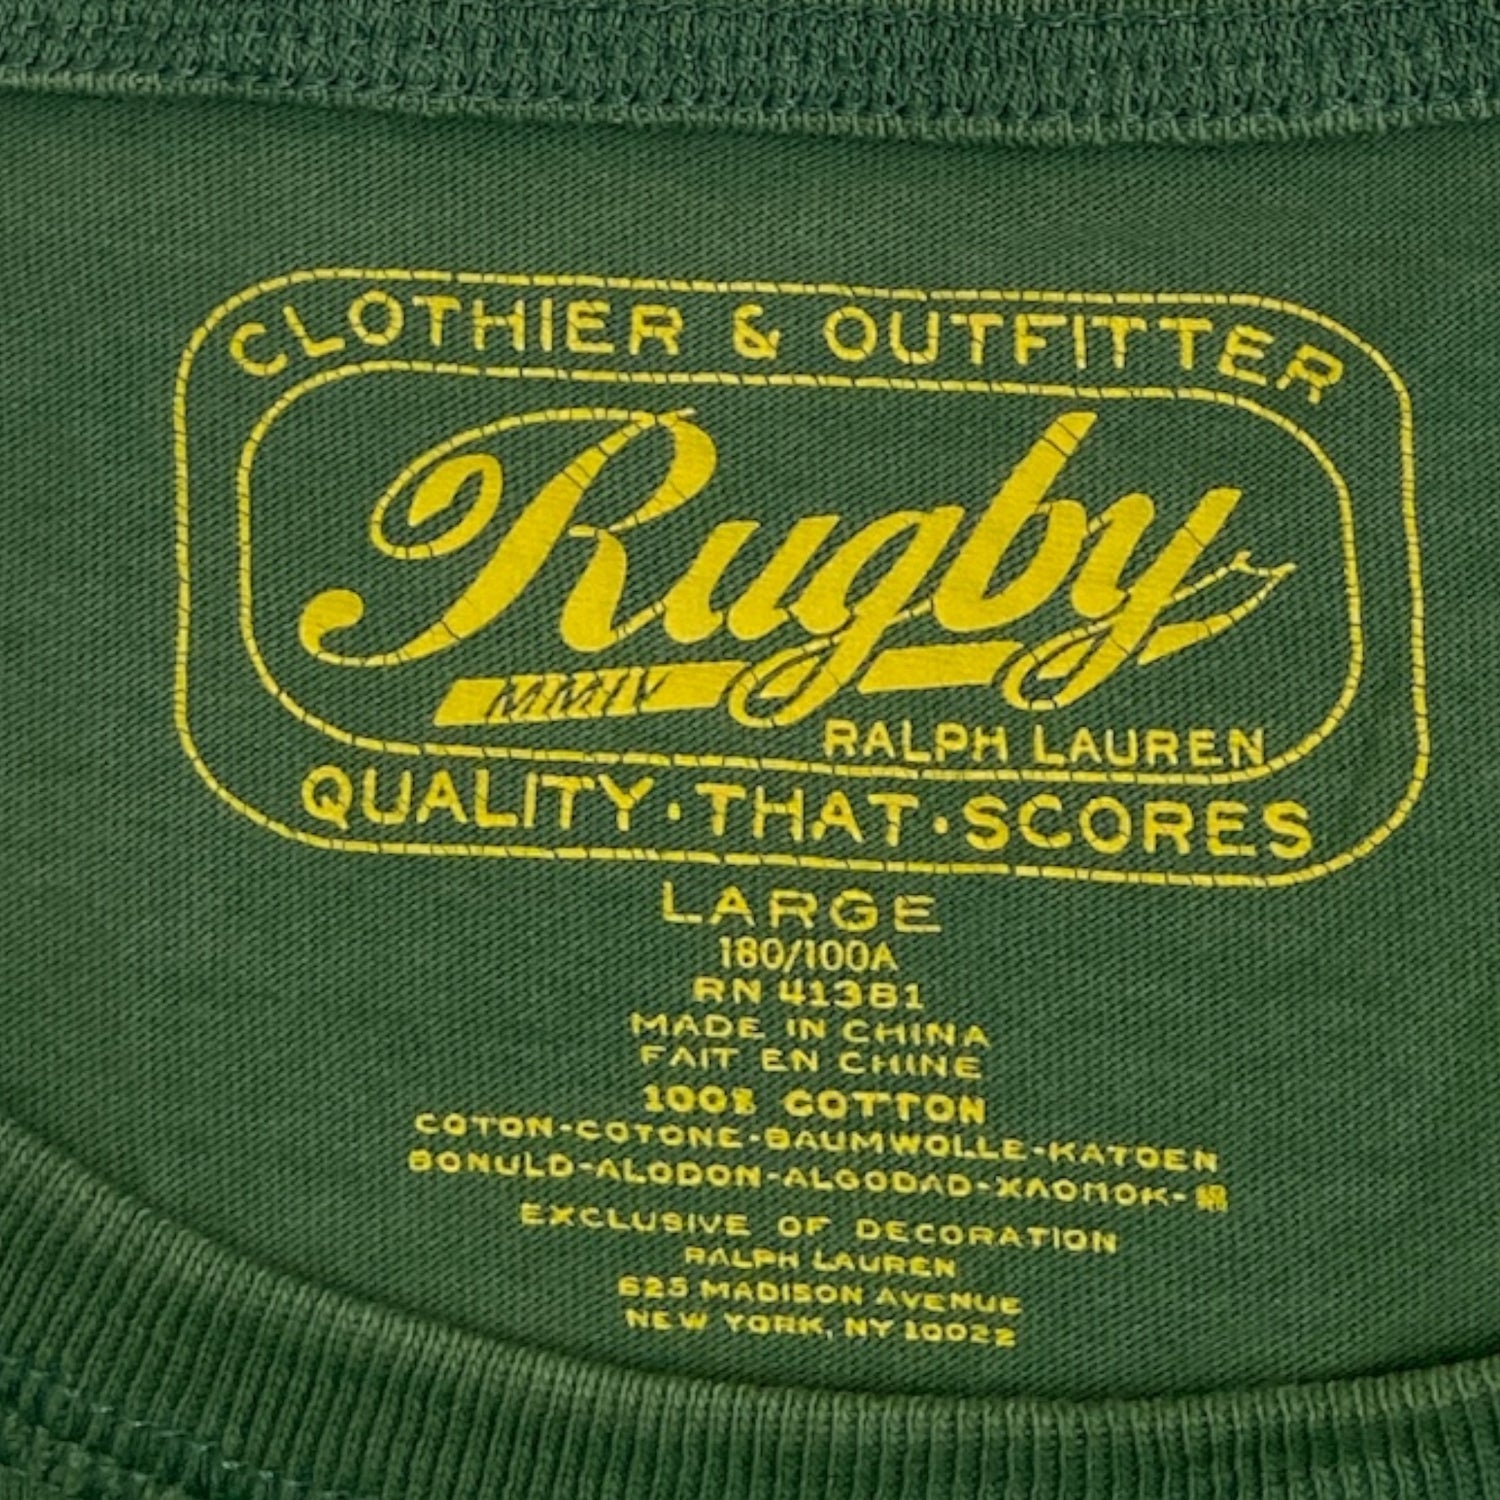 CLOTHIER & OUTFITTER
Rugby
MMIV
RALPH LAUREN
QUALITY·THAT·SCORES
LARGE
180/100A
RN 41381
MADE IN CHINA
FAIT EN CHINE
100% COTTON
COTON-COTONE-BAUMWOLLE-KATOEN
BONULD-ALODON-ALGODAD-ХЛОПОК-綿
EXCLUSIVE OF DECORATION
RALPH LAUREN
625 MADISON AVENUE
NEW YORK, NY 10022